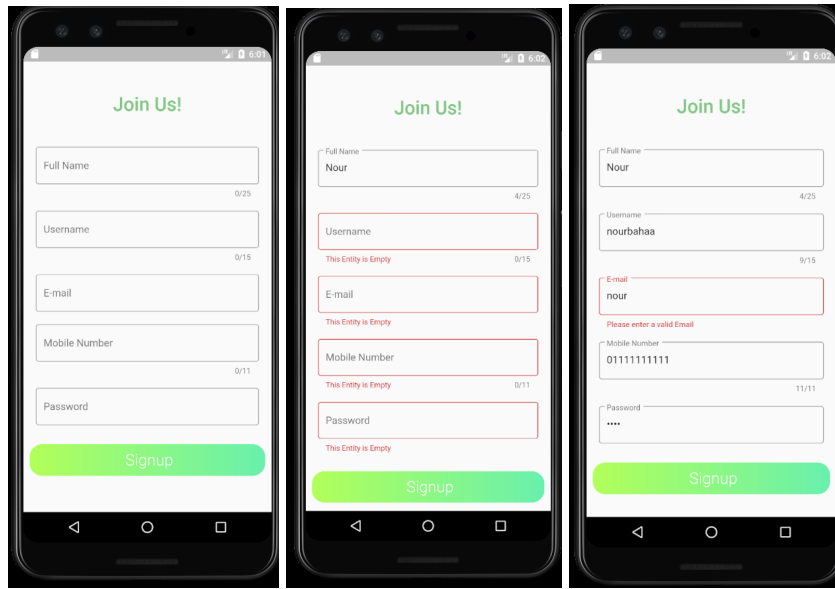 6:01
Join Us!
Full Name
0/25
Username
0/15
E-mail
Mobile Number
0/11
Password
Signup
6:02
Join Us!
Full Name
Nour
4/25
Username
This Entity is Empty 0/15
E-mail
This Entity is Empty
Mobile Number
This Entity is Empty 0/11
Password
This Entity is Empty
Signup
6:02
Join Us!
Full Name
Nour
4/25
Username
nourbahaa
9/15
E-mail
nour
Please enter a valid Email
Mobile Number
01111111111
11/11
Password
••••
Signup